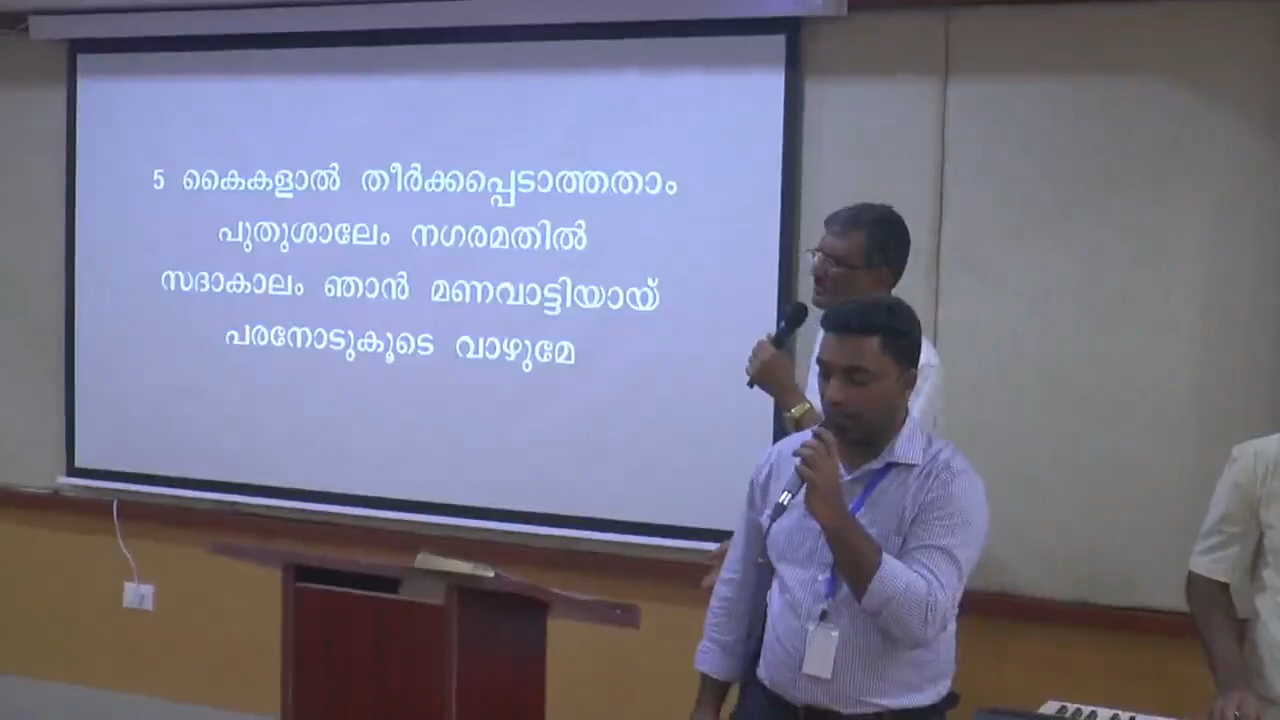 5 കൈകളാൽ തീർക്കപ്പെടാത്തതാം
പുതുശാലേം നഗരമതിൽ
സദാകാലം ഞാൻ മണവാട്ടിയായ്
പരനോടുകൂടെ വാഴുമേ